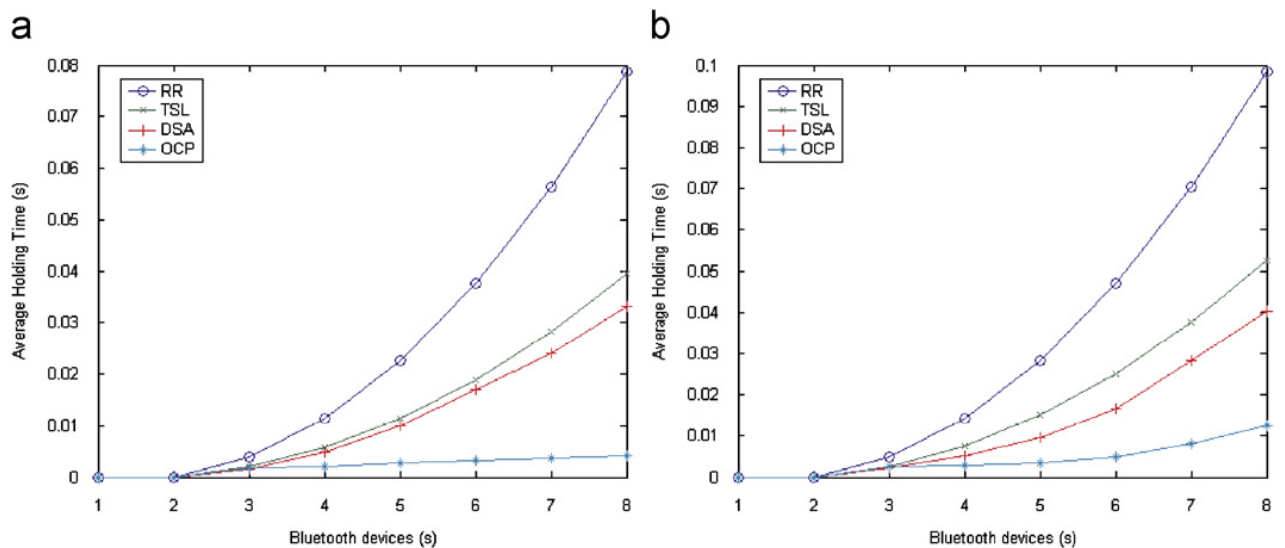 a
0.08
0.07
0.06
0.05
0.04
0.03
0.02
0.01
0
Average Holding Time (s)
RR
TSL
DSA
OCP
1 2 3 4 5 6 7 8
Bluetooth devices (s)
b
0.1
0.09
0.08
0.07
0.06
0.05
0.04
0.03
0.02
0.01
0
Average Holding Time (s)
RR
TSL
DSA
OCP
1 2 3 4 5 6 7 8
Bluetooth devices (s)